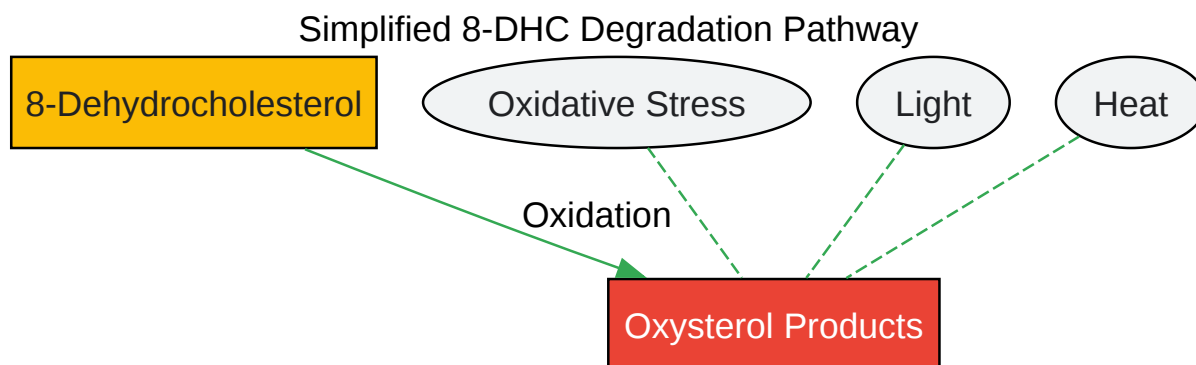 Simplified 8-DHC Degradation Pathway
8-Dehydrocholesterol
Oxidative Stress
Light
Heat
Oxidation
Oxysterol Products